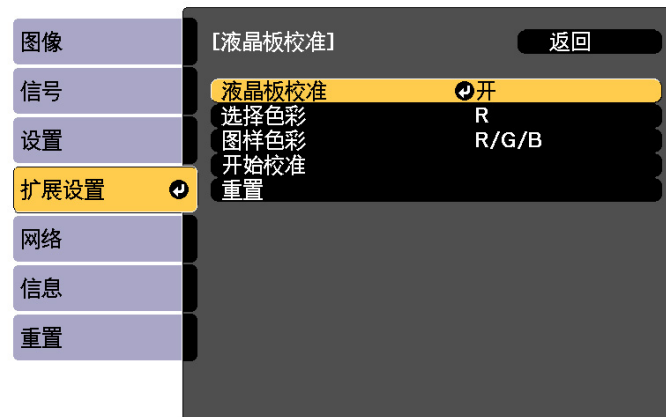 图像
信号
设置
扩展设置
网络
信息
重置
[液晶板校准]
返回
液晶板校准 开
选择色彩 R
图样色彩 R/G/B
开始校准
重置